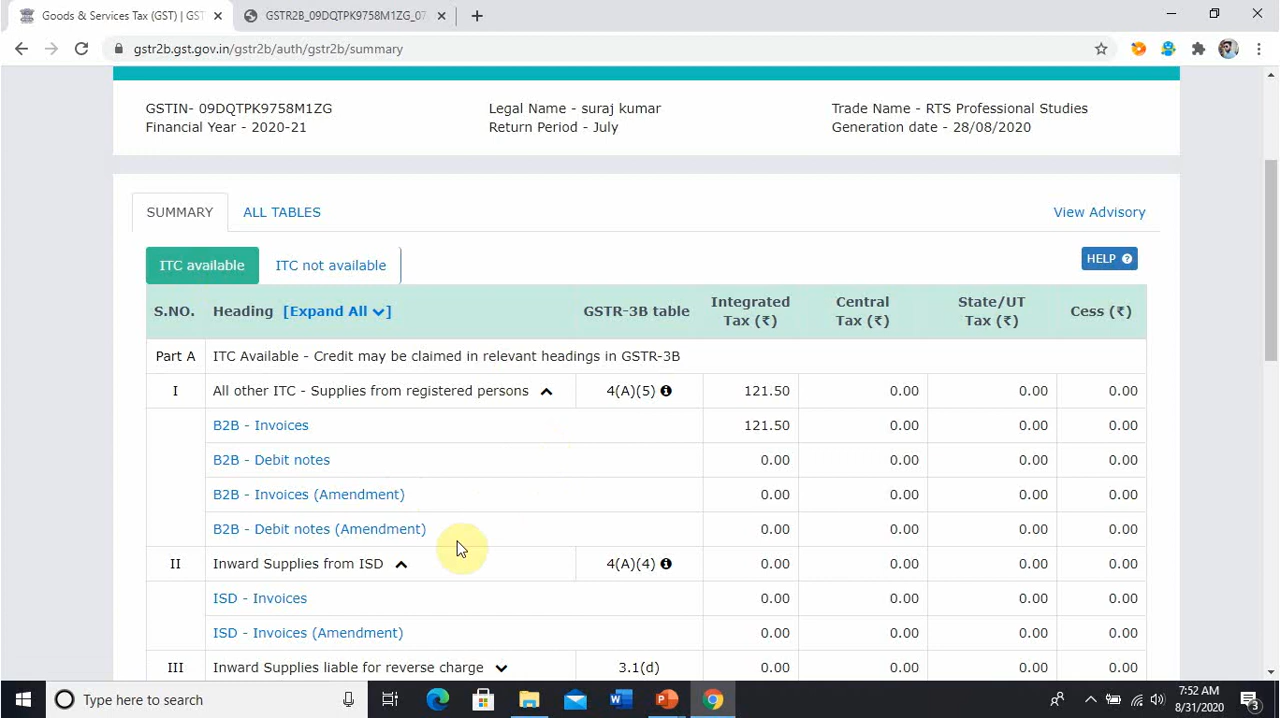 Goods & Services Tax (GST) | GST
GSTR2B_09DQTPK9758M1ZG_07
gstr2b.gst.gov.in/gstr2b/auth/gstr2b/summary
GSTIN- 09DQTPK9758M1ZG Legal Name - suraj kumar Trade Name - RTS Professional Studies
Financial Year - 2020-21 Return Period - July Generation date - 28/08/2020
SUMMARY ALL TABLES View Advisory
ITC available ITC not available HELP ?
S.NO. Heading [Expand All ] GSTR-3B table Integrated Tax (₹) Central Tax (₹) State/UT Tax (₹) Cess (₹)
Part A ITC Available - Credit may be claimed in relevant headings in GSTR-3B
I All other ITC - Supplies from registered persons 4(A)(5) 121.50 0.00 0.00 0.00
B2B - Invoices 121.50 0.00 0.00 0.00
B2B - Debit notes 0.00 0.00 0.00 0.00
B2B - Invoices (Amendment) 0.00 0.00 0.00 0.00
B2B - Debit notes (Amendment) 0.00 0.00 0.00 0.00
II Inward Supplies from ISD 4(A)(4) 0.00 0.00 0.00 0.00
ISD - Invoices 0.00 0.00 0.00 0.00
ISD - Invoices (Amendment) 0.00 0.00 0.00 0.00
III Inward Supplies liable for reverse charge 3.1(d) 0.00 0.00 0.00 0.00
Type here to search
7:52 AM
8/31/2020
3